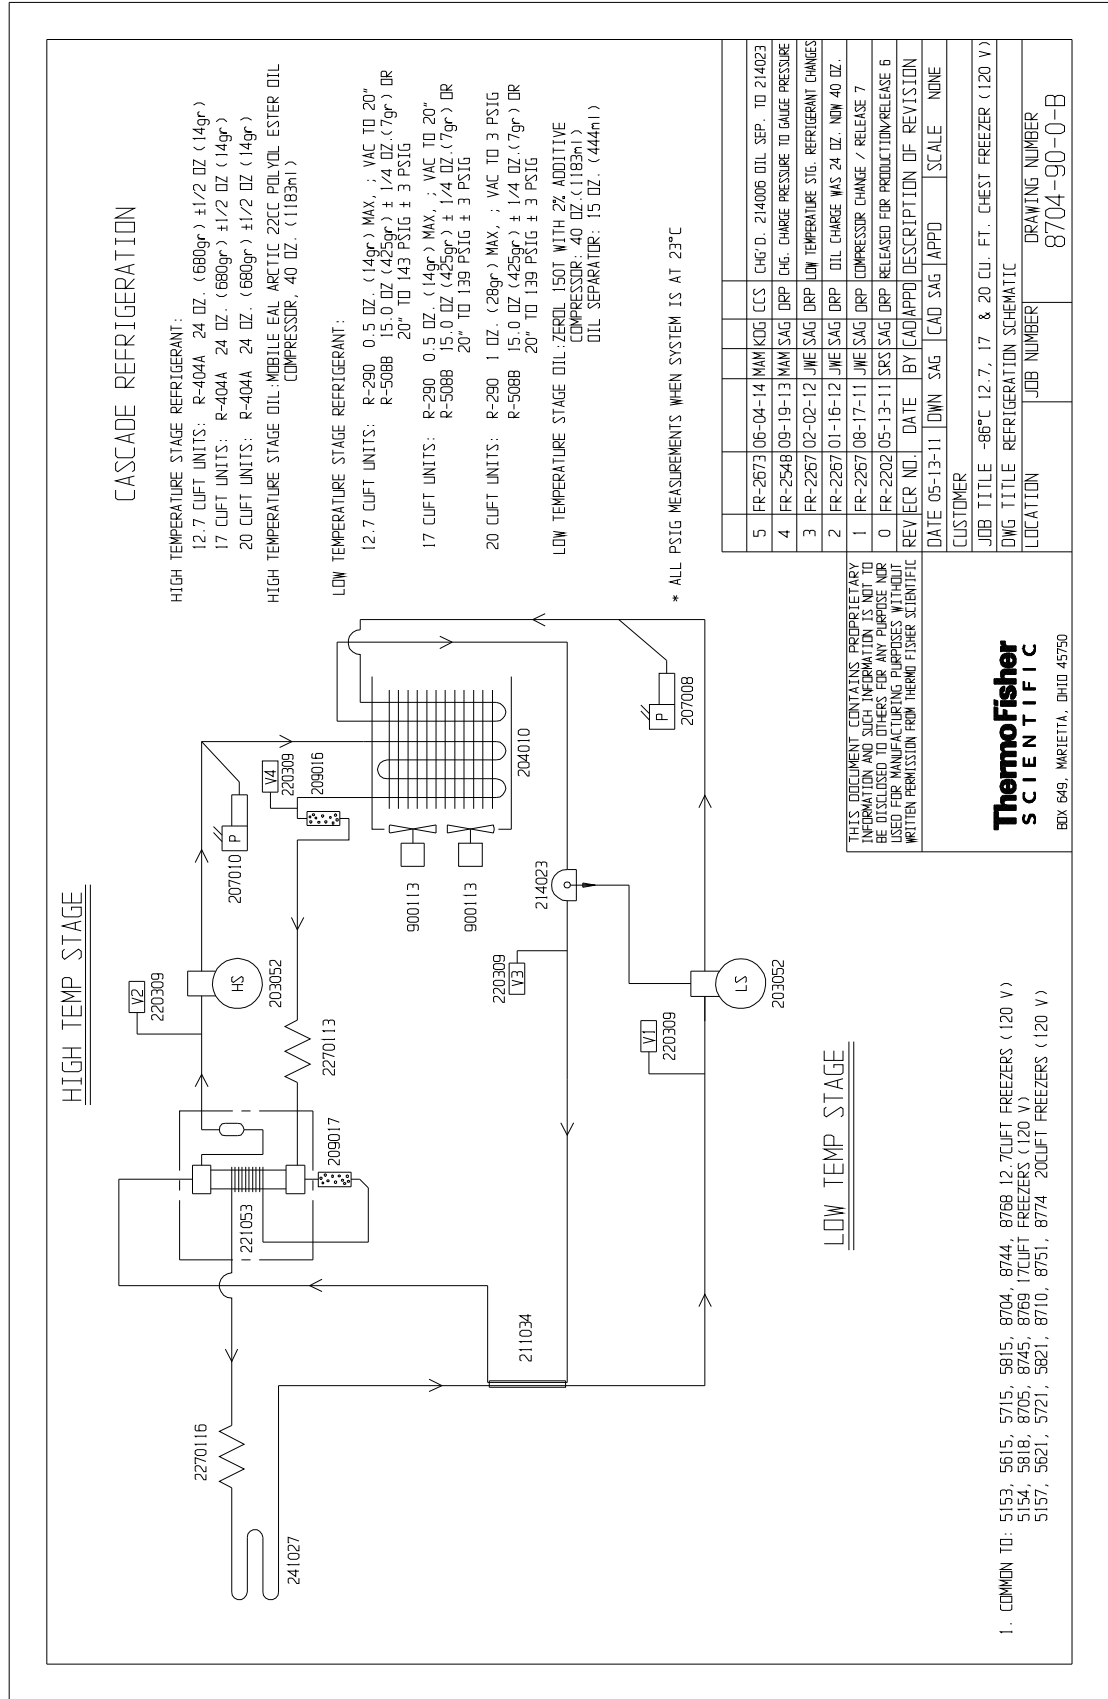 CASCADE REFRIGERATION
HIGH TEMPERATURE STAGE REFRIGERANT:
12.7 CUFT UNITS: R-404A 24 OZ. (680gr) ±1/2 OZ (14gr)
17 CUFT UNITS: R-404A 24 OZ. (680gr) ±1/2 OZ (14gr)
20 CUFT UNITS: R-404A 24 OZ. (680gr) ±1/2 OZ (14gr)
HIGH TEMPERATURE STAGE OIL:MOBILE EAL ARCTIC 22CC POLYOL ESTER OIL
COMPRESSOR, 40 OZ. (1183ml)
LOW TEMPERATURE STAGE REFRIGERANT:
12.7 CUFT UNITS: R-290 0.5 OZ. (14gr) MAX, ; VAC TO 20"
R-508B 15.0 OZ (425gr) ± 1/4 OZ.(7gr) OR
20" TO 143 PSIG ± 3 PSIG
17 CUFT UNITS: R-290 0.5 OZ. (14gr) MAX, ; VAC TO 20"
R-508B 15.0 OZ (425gr) ± 1/4 OZ.(7gr) OR
20" TO 139 PSIG ± 3 PSIG
20 CUFT UNITS: R-290 1 OZ. (28gr) MAX, ; VAC TO 3 PSIG
R-508B 15.0 OZ (425gr) ± 1/4 OZ.(7gr) OR
20" TO 139 PSIG ± 3 PSIG
LOW TEMPERATURE STAGE OIL:ZEROL 150T WITH 2% ADDITIVE
COMPRESSOR: 40 OZ.(1183ml)
OIL SEPARATOR: 15 OZ. (444ml)
* ALL PSIG MEASUREMENTS WHEN SYSTEM IS AT 23°C
HIGH TEMP STAGE
V2
220309
HS
203052
P
207010
V4
220309
209016
204010
900113
900113
2270113
209017
221053
2270116
241027
211034
214023
V3
220309
V1
220309
LS
203052
P
207008
LOW TEMP STAGE
1. COMMON TO: 5153, 5615, 5715, 5815, 8704, 8744, 8768 12.7CUFT FREEZERS (120 V)
5154, 5818, 8705, 8745, 8769 17CUFT FREEZERS (120 V)
5157, 5621, 5721, 5821, 8710, 8751, 8774 20CUFT FREEZERS (120 V)
THIS DOCUMENT CONTAINS PROPRIETARY
INFORMATION AND SUCH INFORMATION IS NOT TO
BE DISCLOSED TO OTHERS FOR ANY PURPOSE NOR
USED FOR MANUFACTURING PURPOSES WITHOUT
WRITTEN PERMISSION FROM THERMO FISHER SCIENTIFIC
ThermoFisher
SCIENTIFIC
BOX 649, MARIETTA, OHIO 45750
5 FR-2673 06-04-14 MAM KDG CCS CHG'D. 214006 OIL SEP. TO 214023
4 FR-2548 09-19-13 MAM SAG DRP CHG. CHARGE PRESSURE TO GAUGE PRESSURE
3 FR-2267 02-02-12 JWE SAG DRP LOW TEMPERATURE STG. REFRIGERANT CHANGES
2 FR-2267 01-16-12 JWE SAG DRP OIL CHARGE WAS 24 OZ. NOW 40 OZ.
1 FR-2267 08-17-11 JWE SAG DRP COMPRESSOR CHANGE / RELEASE 7
0 FR-2202 05-13-11 SRS SAG DRP RELEASED FOR PRODUCTION/RELEASE 6
REV ECR NO. DATE BY CAD APPD DESCRIPTION OF REVISION
DATE 05-13-11 DWN SAG CAD SAG APPD SCALE NONE
CUSTOMER
JOB TITLE -86°C 12.7, 17 & 20 CU. FT. CHEST FREEZER (120 V)
DWG TITLE REFRIGERATION SCHEMATIC
LOCATION JOB NUMBER DRAWING NUMBER
8704-90-0-B